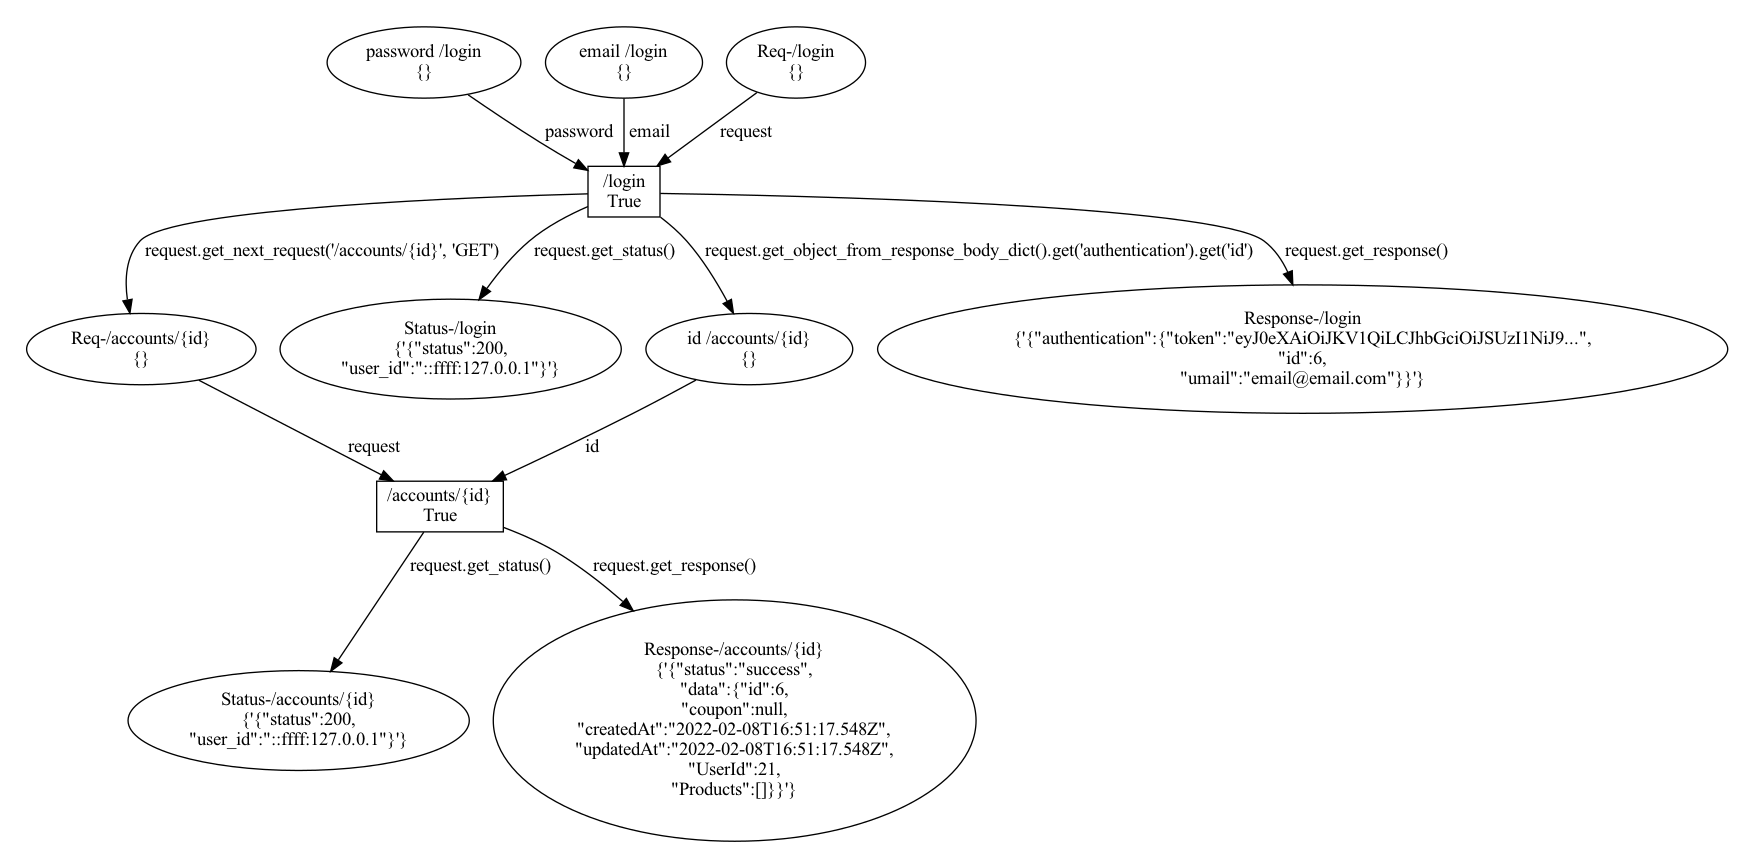 password /login
{}
email /login
{}
Req-/login
{}
password
email
request
/login
True
request.get_next_request('/accounts/{id}', 'GET')
request.get_status()
request.get_object_from_response_body_dict().get('authentication').get('id')
request.get_response()
Req-/accounts/{id}
{}
Status-/login
{'{"status":200,
"user_id":"::ffff:127.0.0.1"}'}
id /accounts/{id}
{}
Response-/login
{'{"authentication":{"token":"eyJ0eXAiOiJKV1QiLCJhbGciOiJSUzI1NiJ9...",
"id":6,
"umail":"email@email.com"}}'}
request
id
/accounts/{id}
True
request.get_status()
request.get_response()
Status-/accounts/{id}
{'{"status":200,
"user_id":"::ffff:127.0.0.1"}'}
Response-/accounts/{id}
{'{"status":"success",
"data":{"id":6,
"coupon":null,
"createdAt":"2022-02-08T16:51:17.548Z",
"updatedAt":"2022-02-08T16:51:17.548Z",
"UserId":21,
"Products":[]}}'}